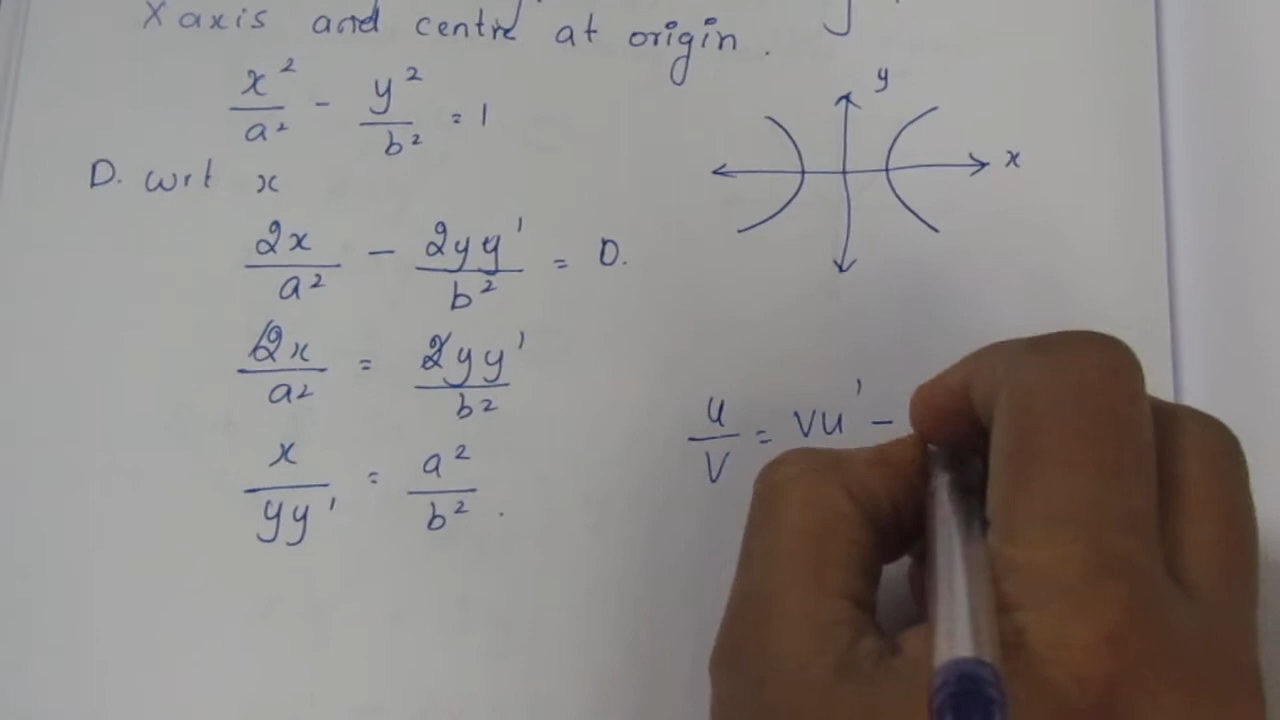 X axis and centre at origin.
x²/a² - y²/b² = 1
y
x
D. wrt x
2x/a² - 2yy'/b² = 0.
2x/a² = 2yy'/b²
u/v = vu' -
x/yy' = a²/b².